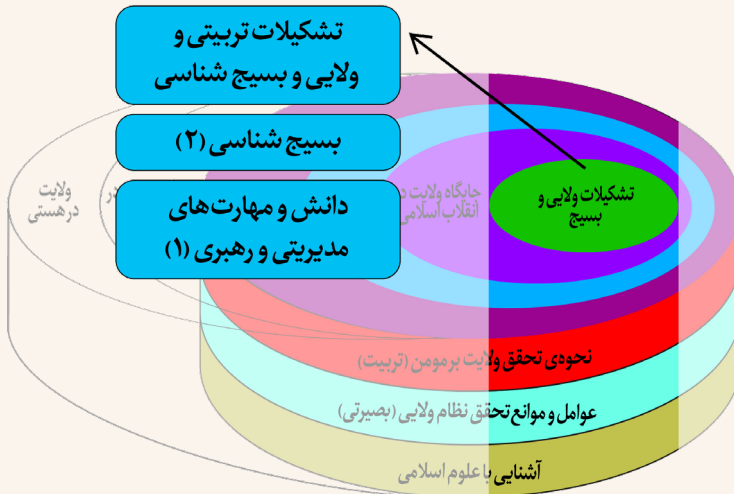 تشکیلات تربیتی و
ولایی و بسیج شناسی
بسیج شناسی (۲)
دانش و مهارت‌های
مدیریتی و رهبری (۱)
تشکیلات ولایی و
بسیج
جایگاه ولایت د
انقلاب اسلامی
در
ولایت
درهستی
نحوه‌ی تحقق ولایت بر مومن (تربیت)
عوامل و موانع تحقق نظام ولایی (بصیرتی)
آشنایی با علوم اسلامی